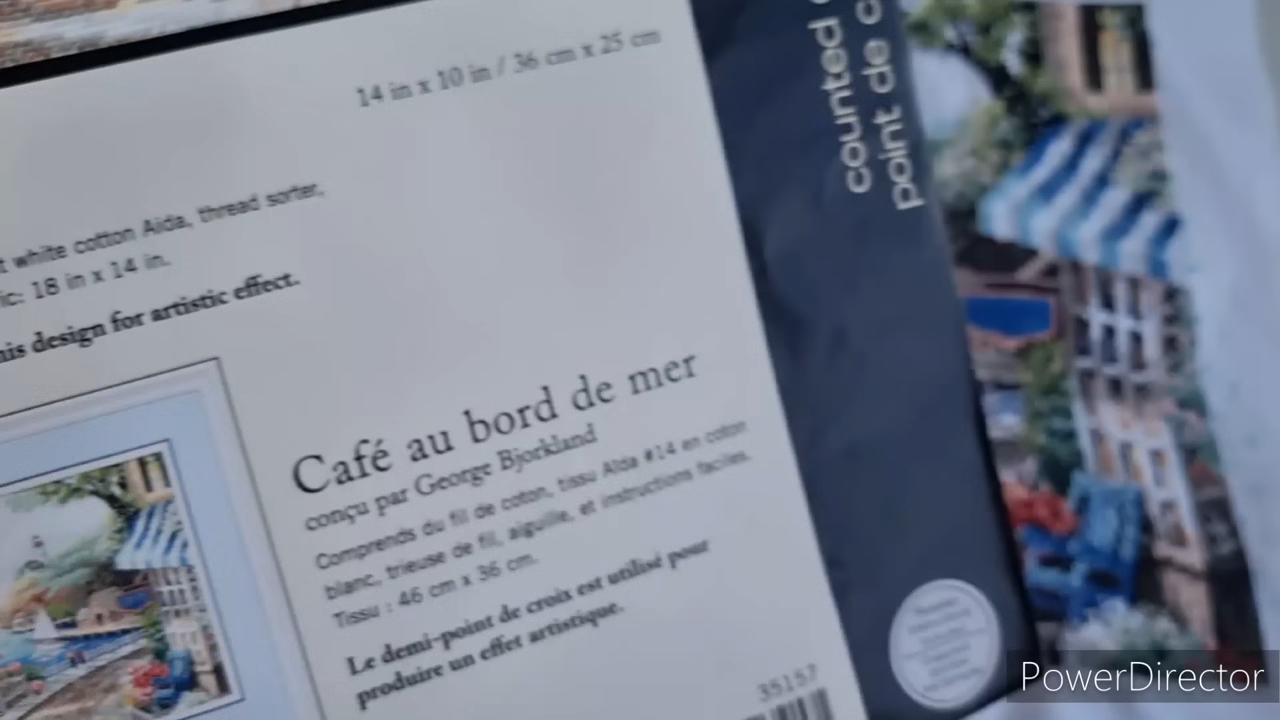 14 in x 10 in / 36 cm x 25 cm
counted
point de c
t white cotton Aida, thread sorter,
ic: 18 in x 14 in.
his design for artistic effect.
Café au bord de mer
conçu par George Bjorkland
Comprends du fil de coton, tissu Aida #14 en coton
blanc, trieuse de fil, aiguille, et instructions faciles.
Tissu : 46 cm x 36 cm.
Le demi-point de croix est utilisé pour
produire un effet artistique.
35157
PowerDirector